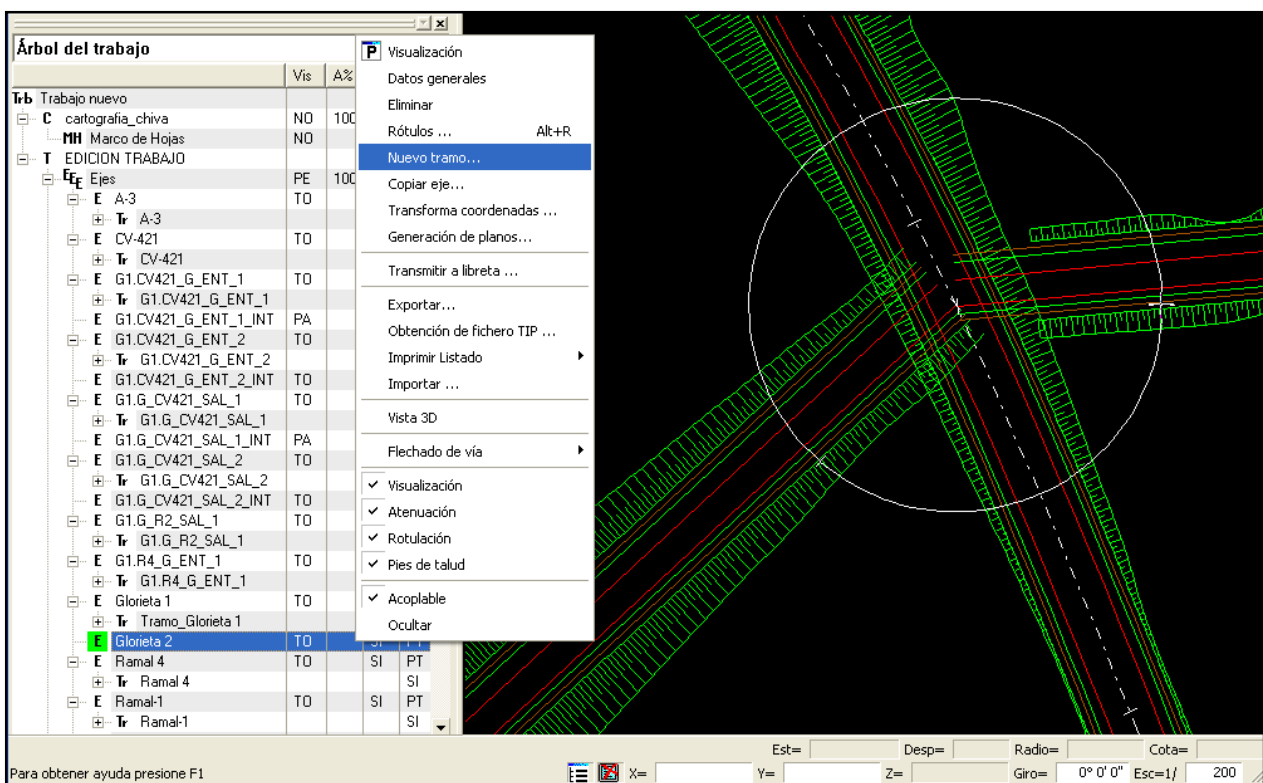 Árbol del trabajo
Vis A%
Trb Trabajo nuevo
C cartografia_chiva NO 100
MH Marco de Hojas NO
T EDICION TRABAJO
EEE Ejes PE 100
E A-3 TO
Tr A-3
E CV-421 TO
Tr CV-421
E G1.CV421_G_ENT_1 TO
Tr G1.CV421_G_ENT_1
E G1.CV421_G_ENT_1_INT PA
E G1.CV421_G_ENT_2 TO
Tr G1.CV421_G_ENT_2
E G1.CV421_G_ENT_2_INT TO
E G1.G_CV421_SAL_1 TO
Tr G1.G_CV421_SAL_1
E G1.G_CV421_SAL_1_INT PA
E G1.G_CV421_SAL_2 TO
Tr G1.G_CV421_SAL_2
E G1.G_CV421_SAL_2_INT TO
E G1.G_R2_SAL_1 TO
Tr G1.G_R2_SAL_1
E G1.R4_G_ENT_1 TO
Tr G1.R4_G_ENT_1
E Glorieta 1 TO
Tr Tramo_Glorieta 1
E Glorieta 2 TO SI PT
E Ramal 4 TO SI PT
Tr Ramal 4 SI
E Ramal-1 TO SI PT
Tr Ramal-1 SI
P Visualización
Datos generales
Eliminar
Rótulos ... Alt+R
Nuevo tramo...
Copiar eje...
Transforma coordenadas ...
Generación de planos...
Transmitir a libreta ...
Exportar...
Obtención de fichero TIP ...
Imprimir Listado
Importar ...
Vista 3D
Flechado de vía
Visualización
Atenuación
Rotulación
Pies de talud
Acoplable
Ocultar
Est= Desp= Radio= Cota=
Para obtener ayuda presione F1 X= Y= Z= Giro= 0° 0' 0" Esc=1/ 200